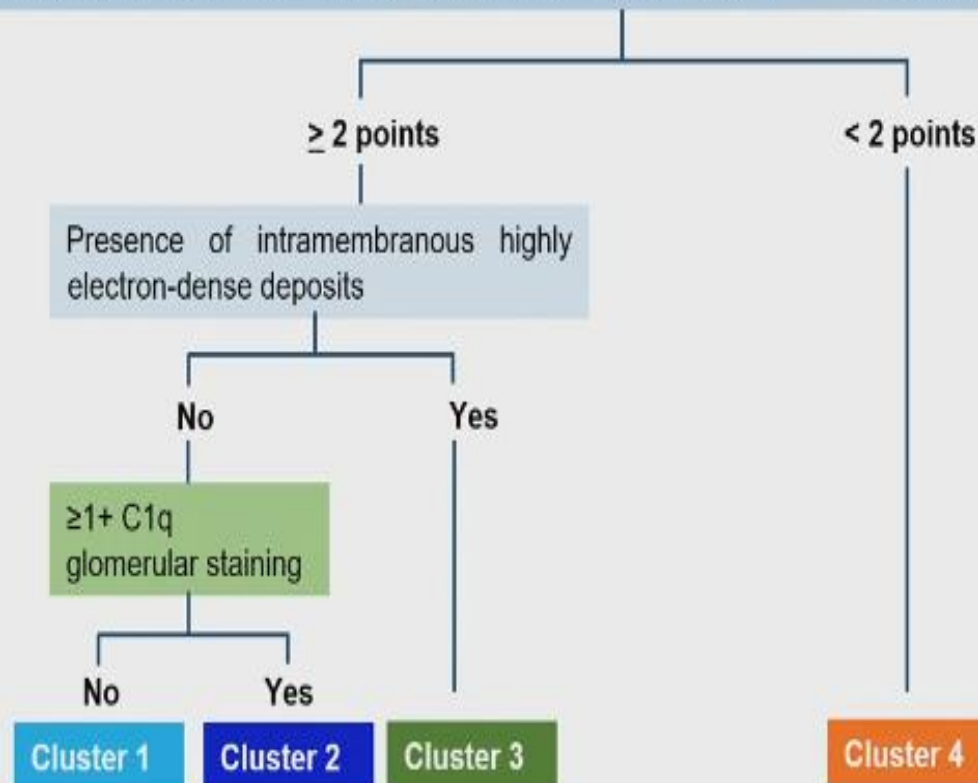 ≥ 2 points
< 2 points
Presence of intramembranous highly
electron-dense deposits
No
Yes
≥1+ C1q
glomerular staining
No
Yes
Cluster 1
Cluster 2
Cluster 3
Cluster 4